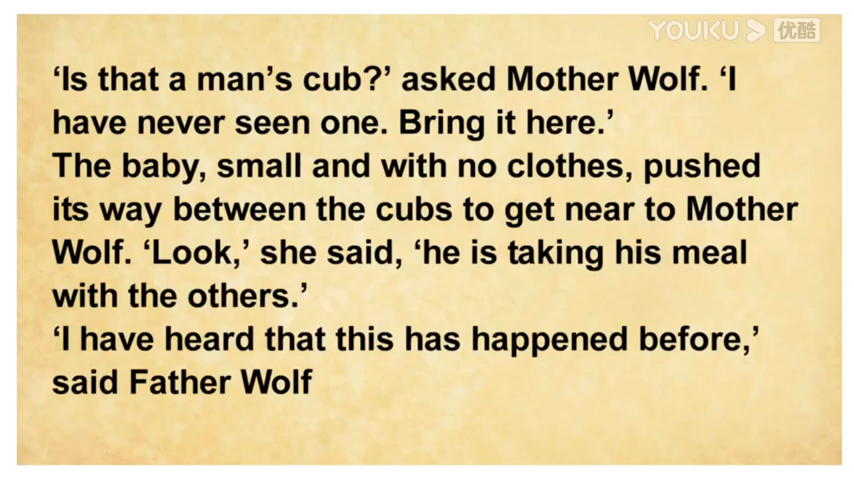 YOUKU 优酷
‘Is that a man’s cub?’ asked Mother Wolf. ‘I
have never seen one. Bring it here.’
The baby, small and with no clothes, pushed
its way between the cubs to get near to Mother
Wolf. ‘Look,’ she said, ‘he is taking his meal
with the others.’
‘I have heard that this has happened before,’
said Father Wolf